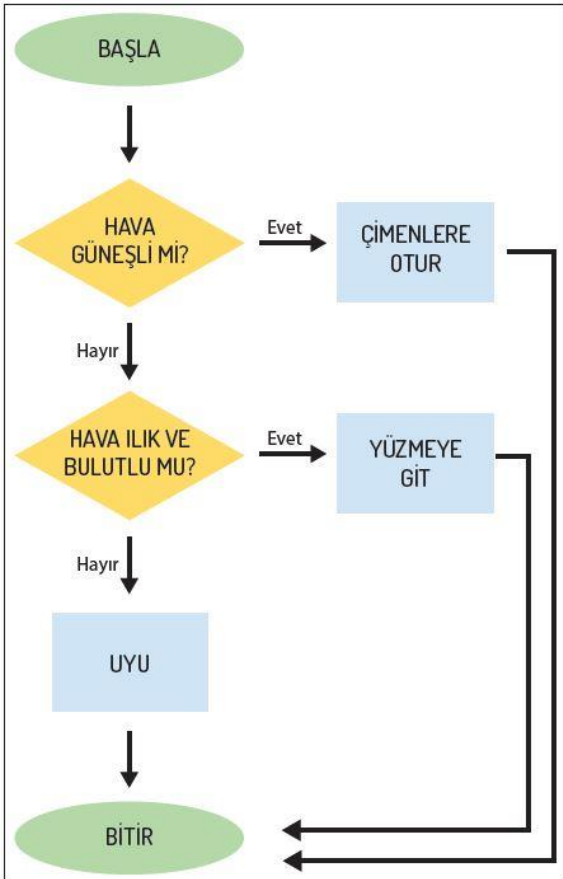 BAŞLA
HAVA
GÜNEŞLİ Mİ?
Evet
ÇİMENLERE
OTUR
Hayır
HAVA ILIK VE
BULUTLU MU?
Evet
YÜZMEYE
GİT
Hayır
UYU
BİTİR